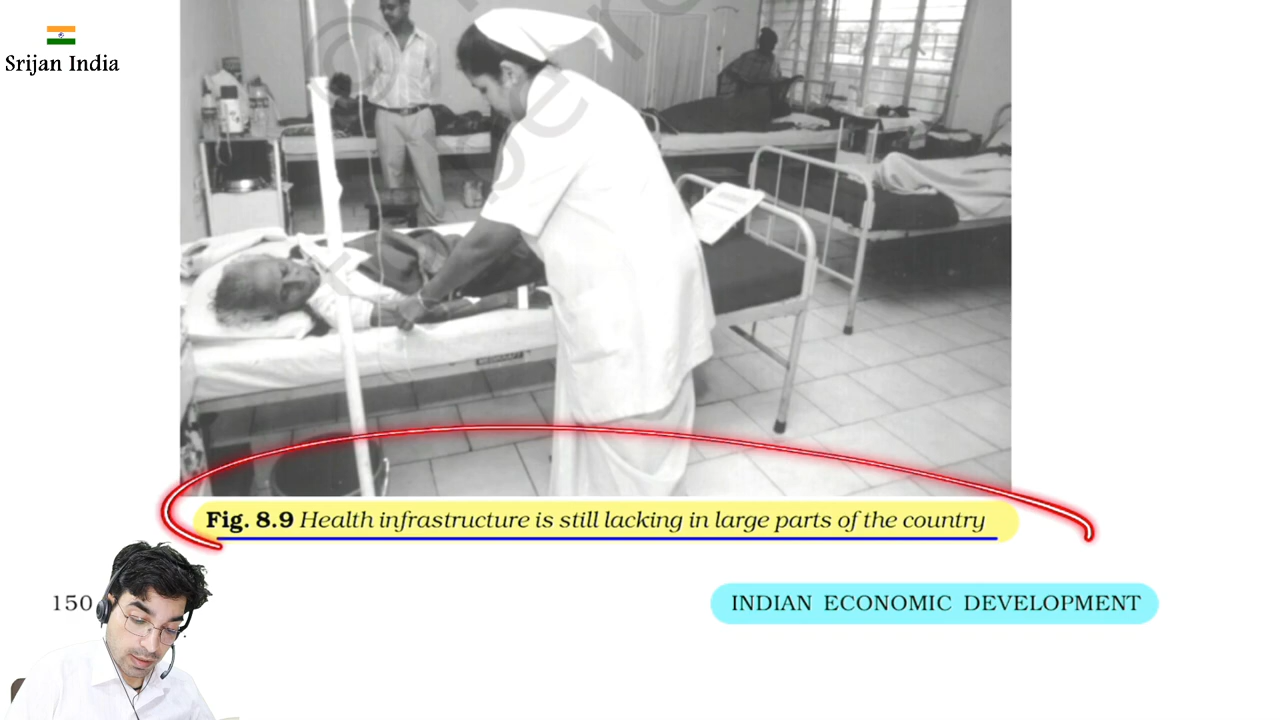 Srijan India
Fig. 8.9 Health infrastructure is still lacking in large parts of the country
150
INDIAN ECONOMIC DEVELOPMENT